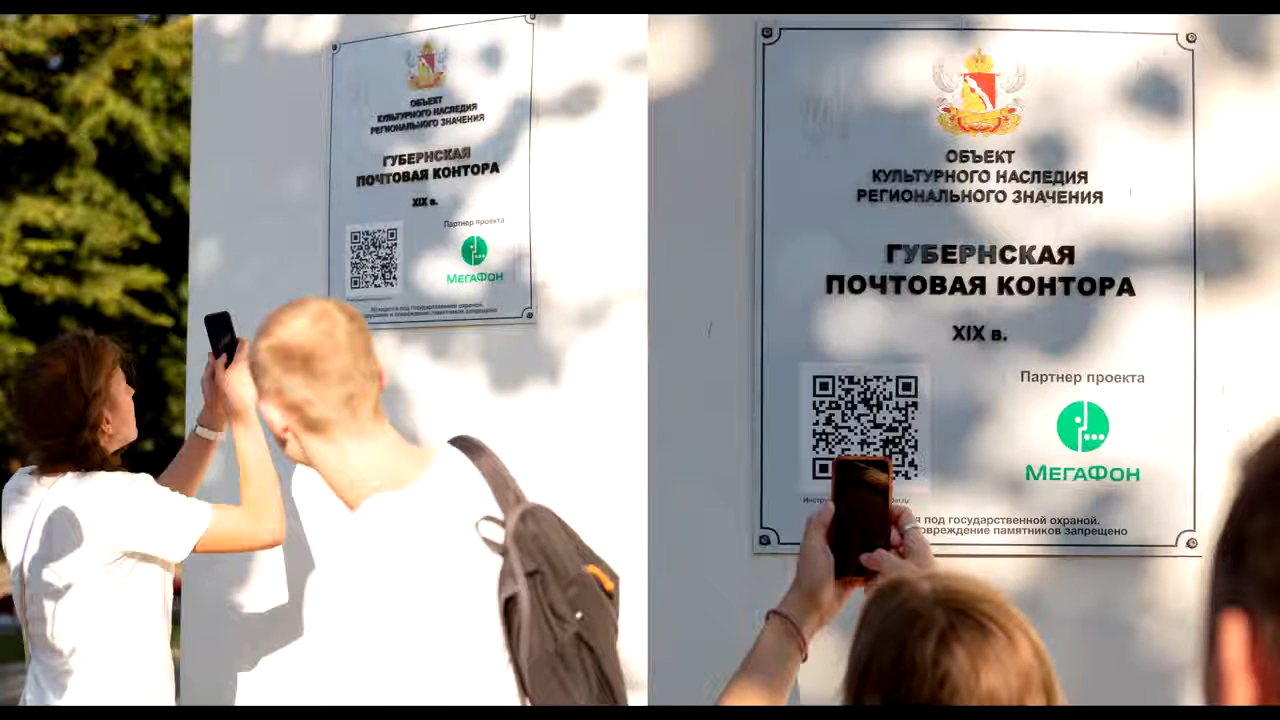 ОБЪЕКТ
КУЛЬТУРНОГО НАСЛЕДИЯ
РЕГИОНАЛЬНОГО ЗНАЧЕНИЯ
ГУБЕРНСКАЯ
ПОЧТОВАЯ КОНТОРА
XIX в.
Партнер проекта
МЕГАФОН
ОБЪЕКТ
КУЛЬТУРНОГО НАСЛЕДИЯ
РЕГИОНАЛЬНОГО ЗНАЧЕНИЯ
ГУБЕРНСКАЯ
ПОЧТОВАЯ КОНТОРА
XIX в.
Партнер проекта
МЕГАФОН
под государственной охраной.
памятников запрещено